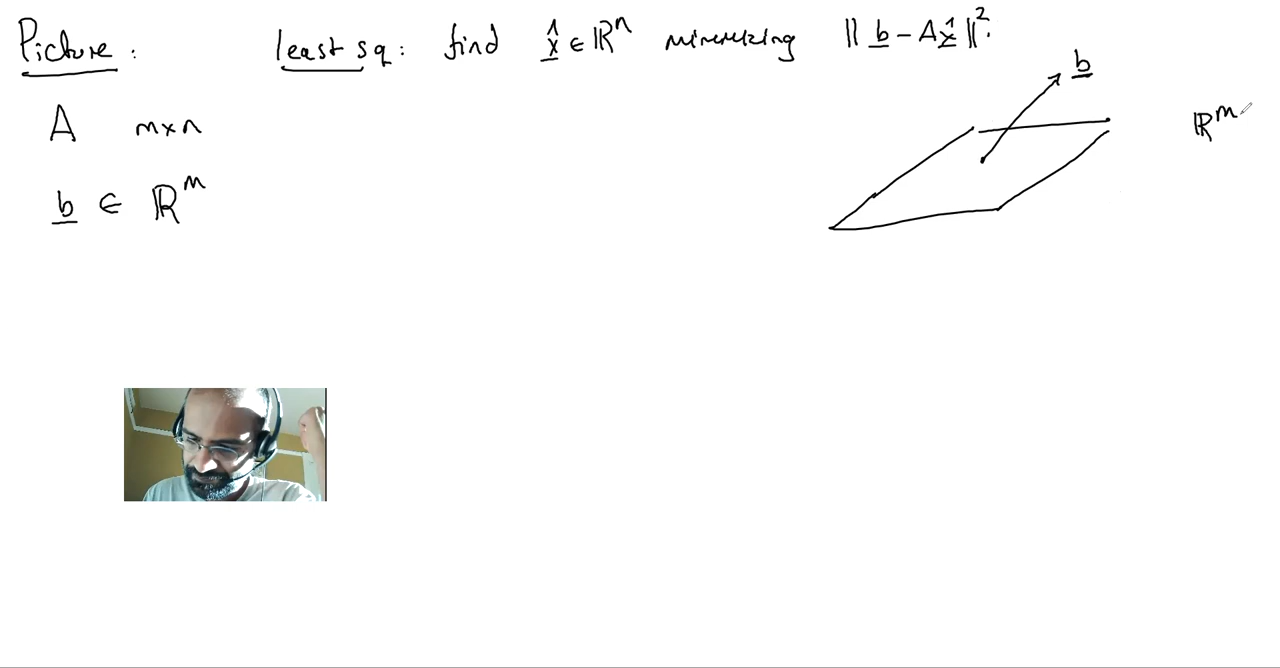 Picture : least sq : find x̂ ∈ ℝⁿ minimizing || b - Ax̂ ||².
b
A m×n
ℝᵐ
b ∈ ℝᵐ